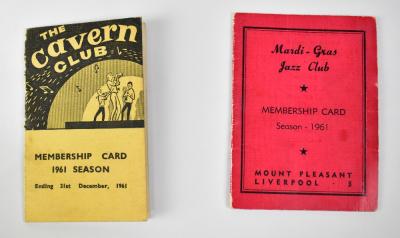 THE
Cavern
CLUB
MEMBERSHIP CARD
1961 SEASON
Ending 31st December, 1961
Mardi-Gras
Jazz Club
MEMBERSHIP CARD
Season - 1961
MOUNT PLEASANT
LIVERPOOL - 3